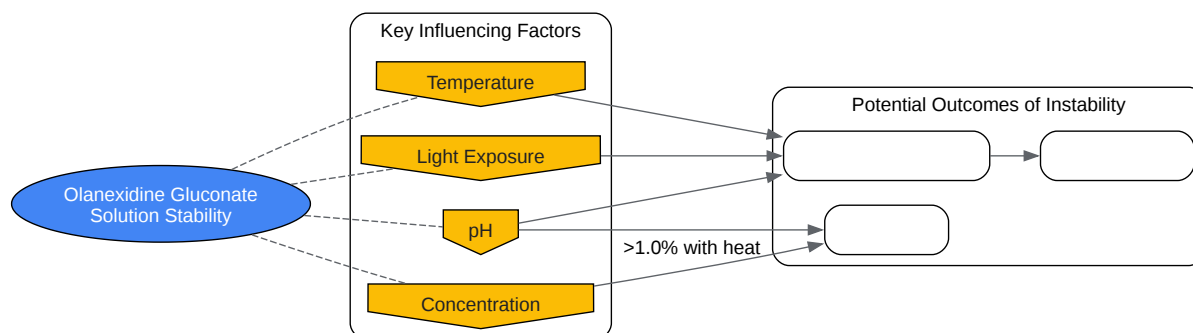 Key Influencing Factors
Temperature
Light Exposure
pH
Concentration
Olanexidine Gluconate
Solution Stability
>1.0% with heat
Potential Outcomes of Instability